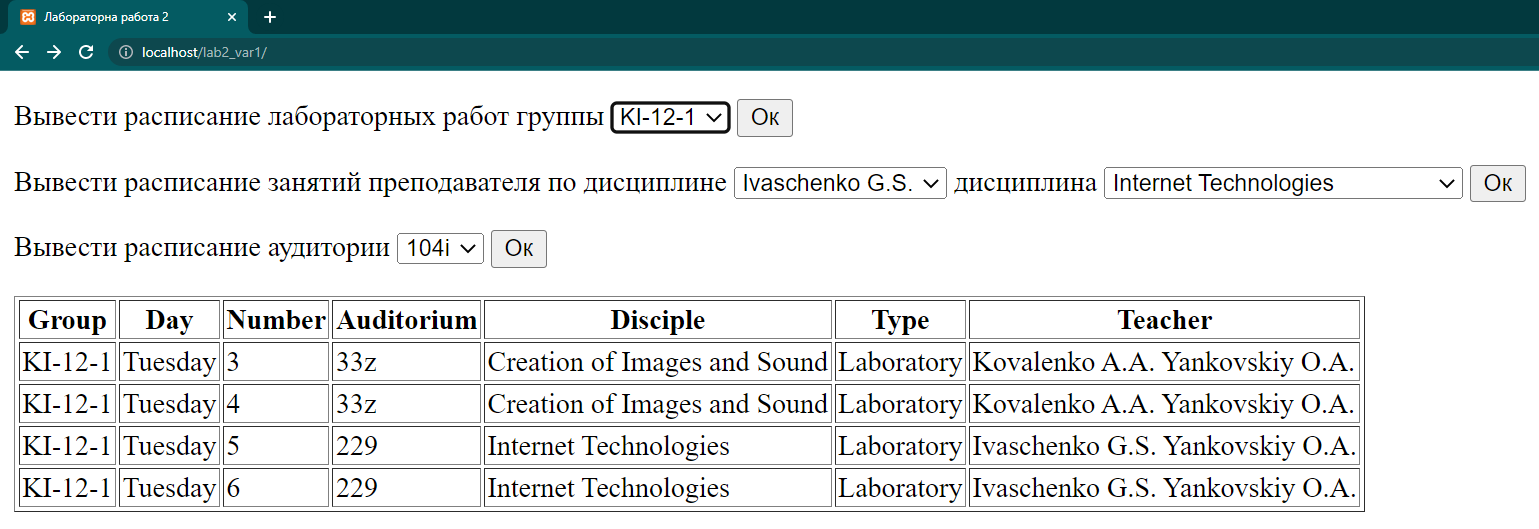 Лабораторна работа 2
localhost/lab2_var1/
Вывести расписание лабораторных работ группы KI-12-1 Ок
Вывести расписание занятий преподавателя по дисциплине Ivaschenko G.S. дисциплина Internet Technologies Ок
Вывести расписание аудитории 104i Ок
Group Day Number Auditorium Disciple Type Teacher
KI-12-1 Tuesday 3 33z Creation of Images and Sound Laboratory Kovalenko A.A. Yankovskiy O.A.
KI-12-1 Tuesday 4 33z Creation of Images and Sound Laboratory Kovalenko A.A. Yankovskiy O.A.
KI-12-1 Tuesday 5 229 Internet Technologies Laboratory Ivaschenko G.S. Yankovskiy O.A.
KI-12-1 Tuesday 6 229 Internet Technologies Laboratory Ivaschenko G.S. Yankovskiy O.A.